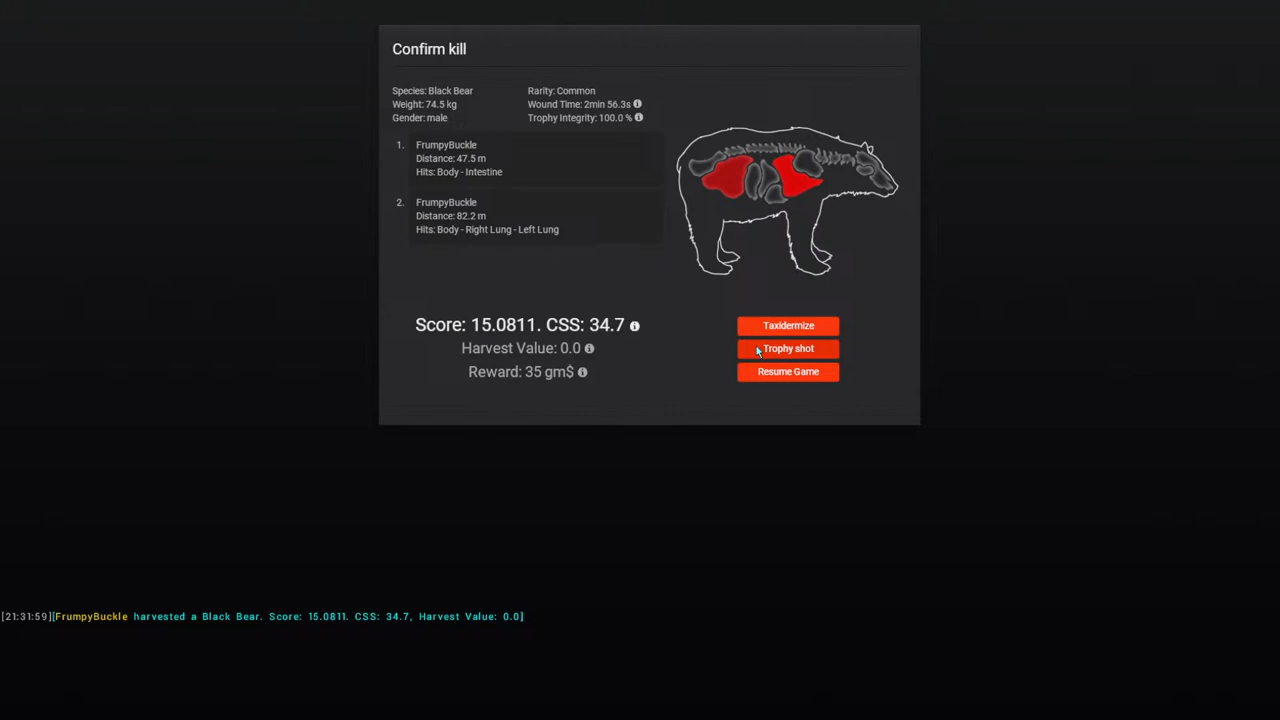 Confirm kill
Species: Black Bear
Rarity: Common
Weight: 74.5 kg
Wound Time: 2min 56.3s
Gender: male
Trophy Integrity: 100.0 %
1. FrumpyBuckle
Distance: 47.5 m
Hits: Body - Intestine
2. FrumpyBuckle
Distance: 82.2 m
Hits: Body - Right Lung - Left Lung
Score: 15.0811. CSS: 34.7
Harvest Value: 0.0
Reward: 35 gm$
Taxidermize
Trophy shot
Resume Game
[21:31:59][FrumpyBuckle harvested a Black Bear. Score: 15.0811. CSS: 34.7, Harvest Value: 0.0]